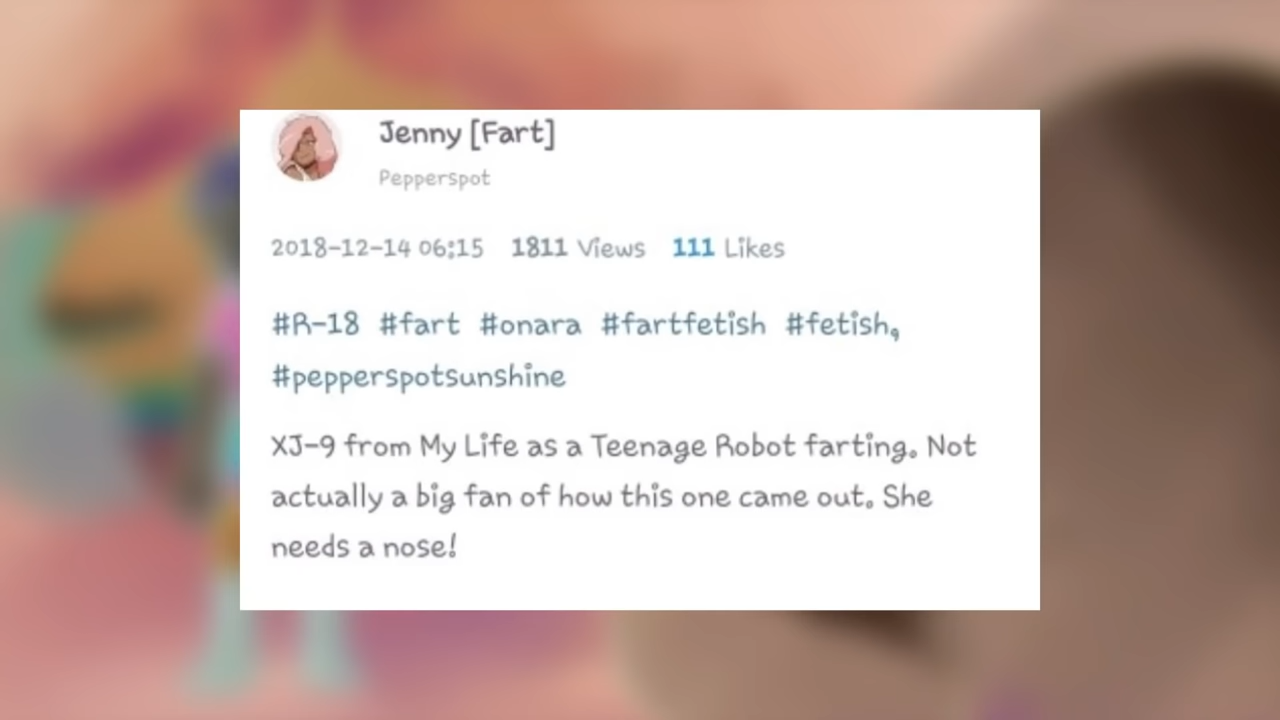 Jenny [Fart]
Pepperspot
2018-12-14 06:15 1811 Views 111 Likes
#R-18 #fart #onara #fartfetish #fetish,
#pepperspotsunshine
XJ-9 from My Life as a Teenage Robot farting. Not
actually a big fan of how this one came out. She
needs a nose!